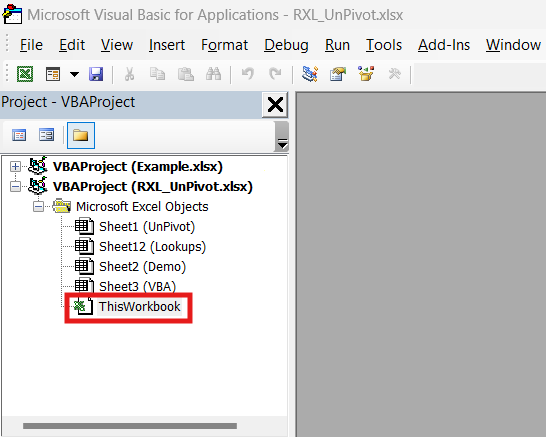 Microsoft Visual Basic for Applications - RXL_UnPivot.xlsx
File Edit View Insert Format Debug Run Tools Add-Ins Window
Project - VBAProject
VBAProject (Example.xlsx)
VBAProject (RXL_UnPivot.xlsx)
Microsoft Excel Objects
Sheet1 (UnPivot)
Sheet12 (Lookups)
Sheet2 (Demo)
Sheet3 (VBA)
ThisWorkbook